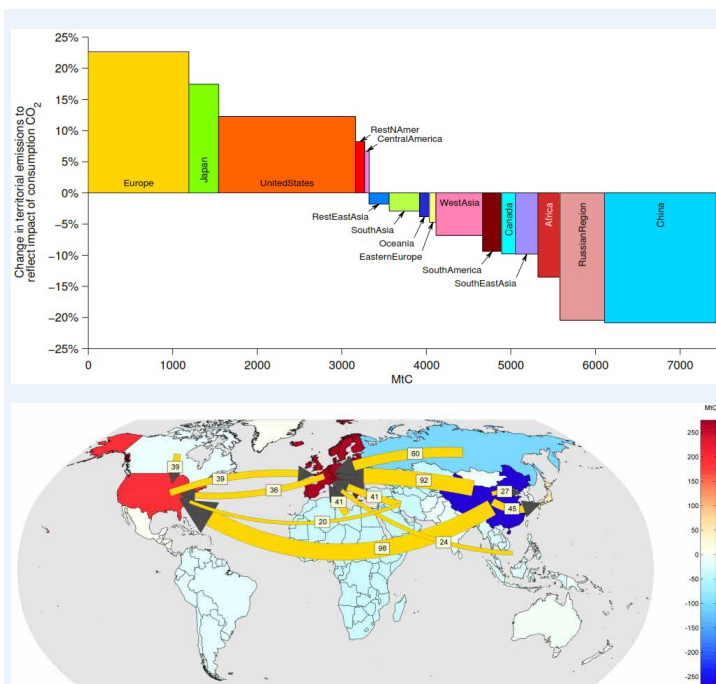 25%
20%
15%
10%
5%
0%
−5%
−10%
−15%
−20%
−25%
Change in territorial emissions to
reflect impact of consumption CO2
Europe
Japan
UnitedStates
RestNAmer
CentralAmerica
RestEastAsia
SouthAsia
Oceania
EasternEurope
WestAsia
SouthAmerica
Canada
SouthEastAsia
Africa
RussianRegion
China
0 1000 2000 3000 4000 5000 6000 7000
MtC
MtC
39
39
36
20
98
41
41
60
92
24
27
45
250
200
150
100
50
0
-50
-100
-150
-200
-250